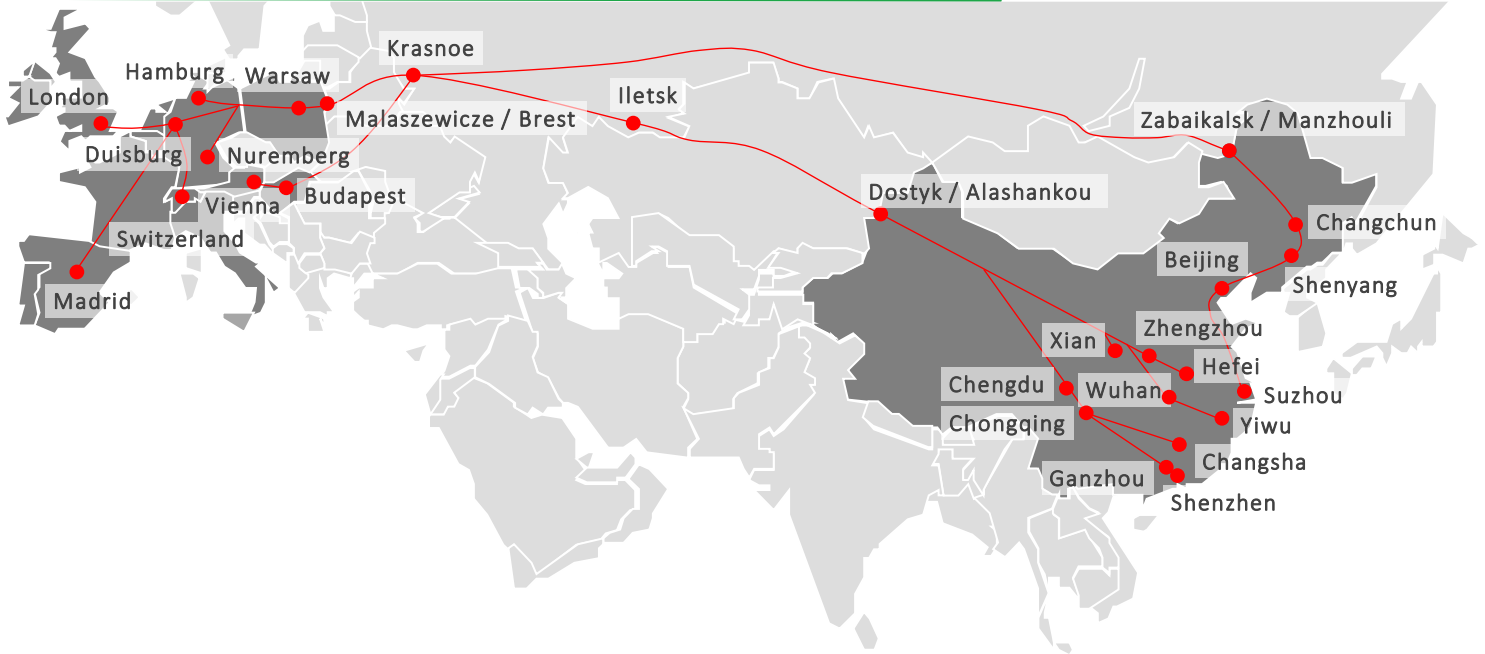 Krasnoe
Hamburg
Warsaw
London
Iletsk
Malaszewicze / Brest
Zabaikalsk / Manzhouli
Duisburg
Nuremberg
Dostyk / Alashankou
Budapest
Vienna
Switzerland
Changchun
Beijing
Shenyang
Madrid
Zhengzhou
Xian
Hefei
Chengdu
Wuhan
Suzhou
Chongqing
Yiwu
Changsha
Ganzhou
Shenzhen